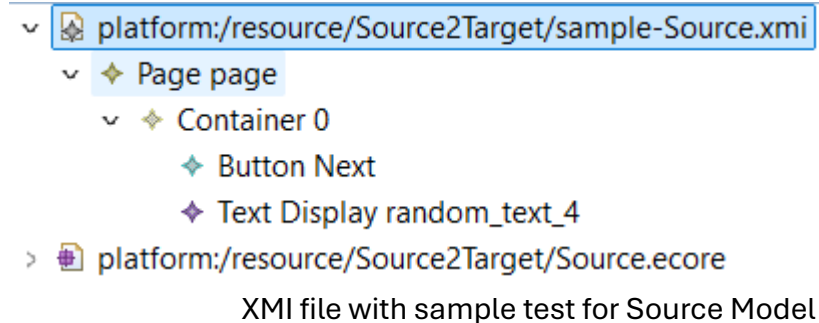 platform:/resource/Source2Target/sample-Source.xmi
Page page
Container 0
Button Next
Text Display random_text_4
platform:/resource/Source2Target/Source.ecore
XMI file with sample test for Source Model